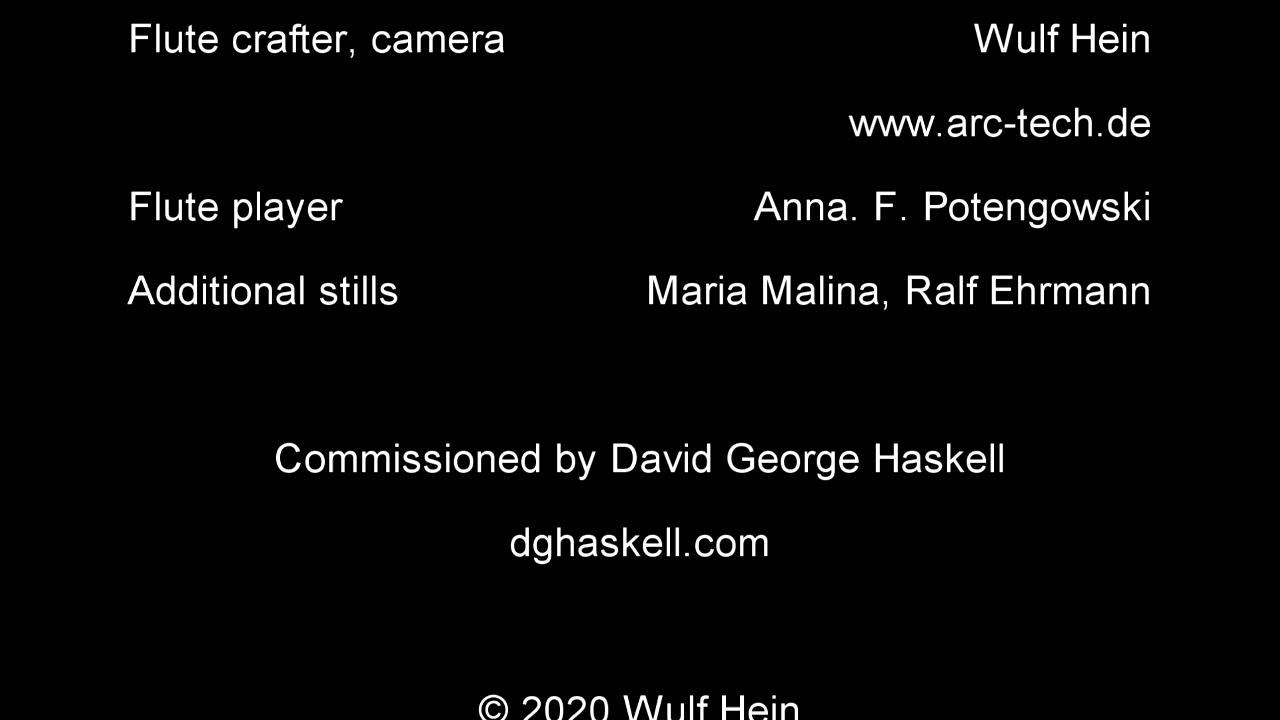 Flute crafter, camera Wulf Hein
www.arc-tech.de
Flute player Anna. F. Potengowski
Additional stills Maria Malina, Ralf Ehrmann
Commissioned by David George Haskell
dghaskell.com
© 2020 Wulf Hein